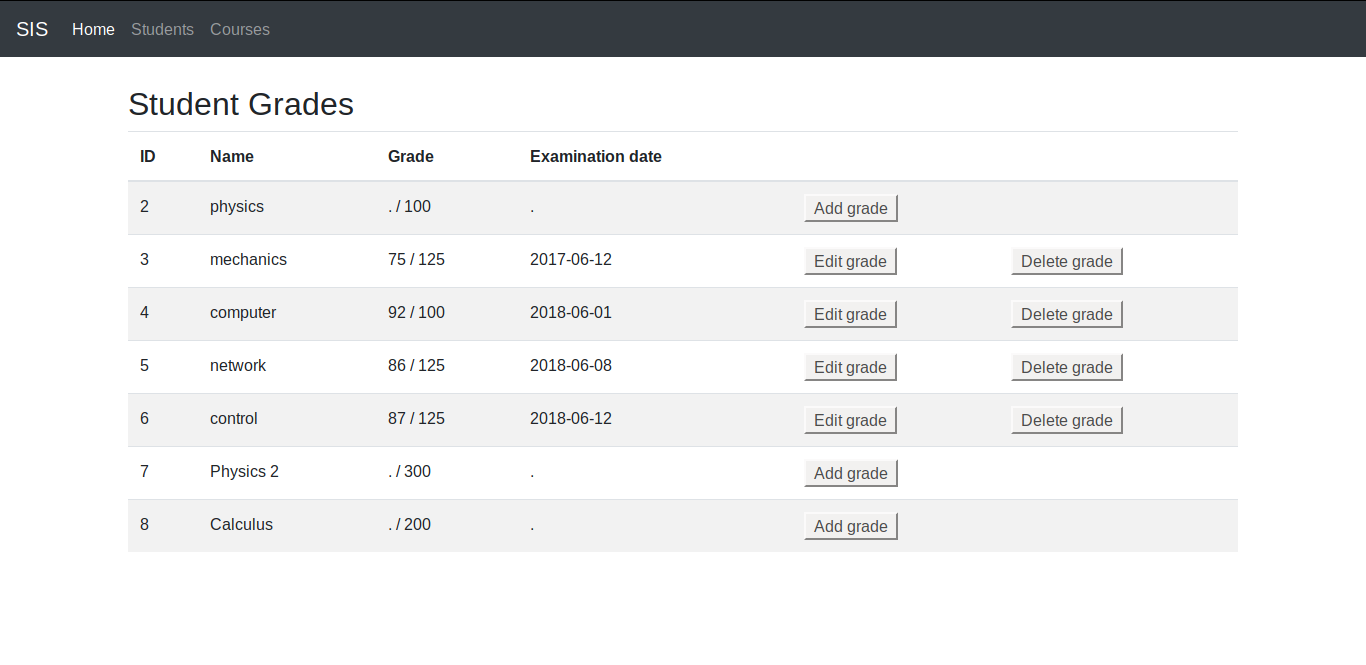 SIS Home Students Courses
Student Grades
ID Name Grade Examination date
2 physics . / 100 . Add grade
3 mechanics 75 / 125 2017-06-12 Edit grade Delete grade
4 computer 92 / 100 2018-06-01 Edit grade Delete grade
5 network 86 / 125 2018-06-08 Edit grade Delete grade
6 control 87 / 125 2018-06-12 Edit grade Delete grade
7 Physics 2 . / 300 . Add grade
8 Calculus . / 200 . Add grade